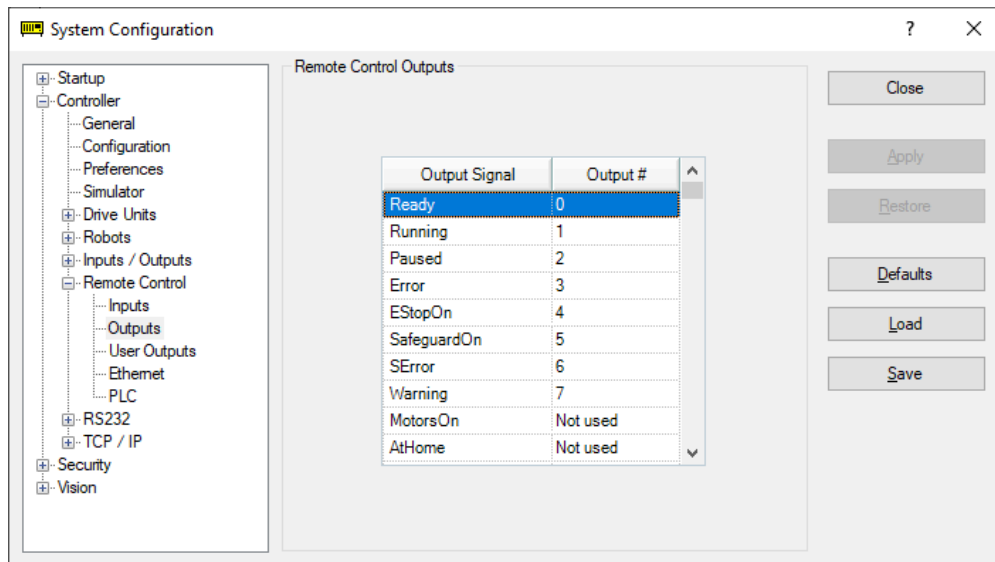 System Configuration
?
Startup
Controller
General
Configuration
Preferences
Simulator
Drive Units
Robots
Inputs / Outputs
Remote Control
Inputs
Outputs
User Outputs
Ethernet
PLC
RS232
TCP / IP
Security
Vision
Remote Control Outputs
Output Signal Output #
Ready 0
Running 1
Paused 2
Error 3
EStopOn 4
SafeguardOn 5
SError 6
Warning 7
MotorsOn Not used
AtHome Not used
Close
Apply
Restore
Defaults
Load
Save